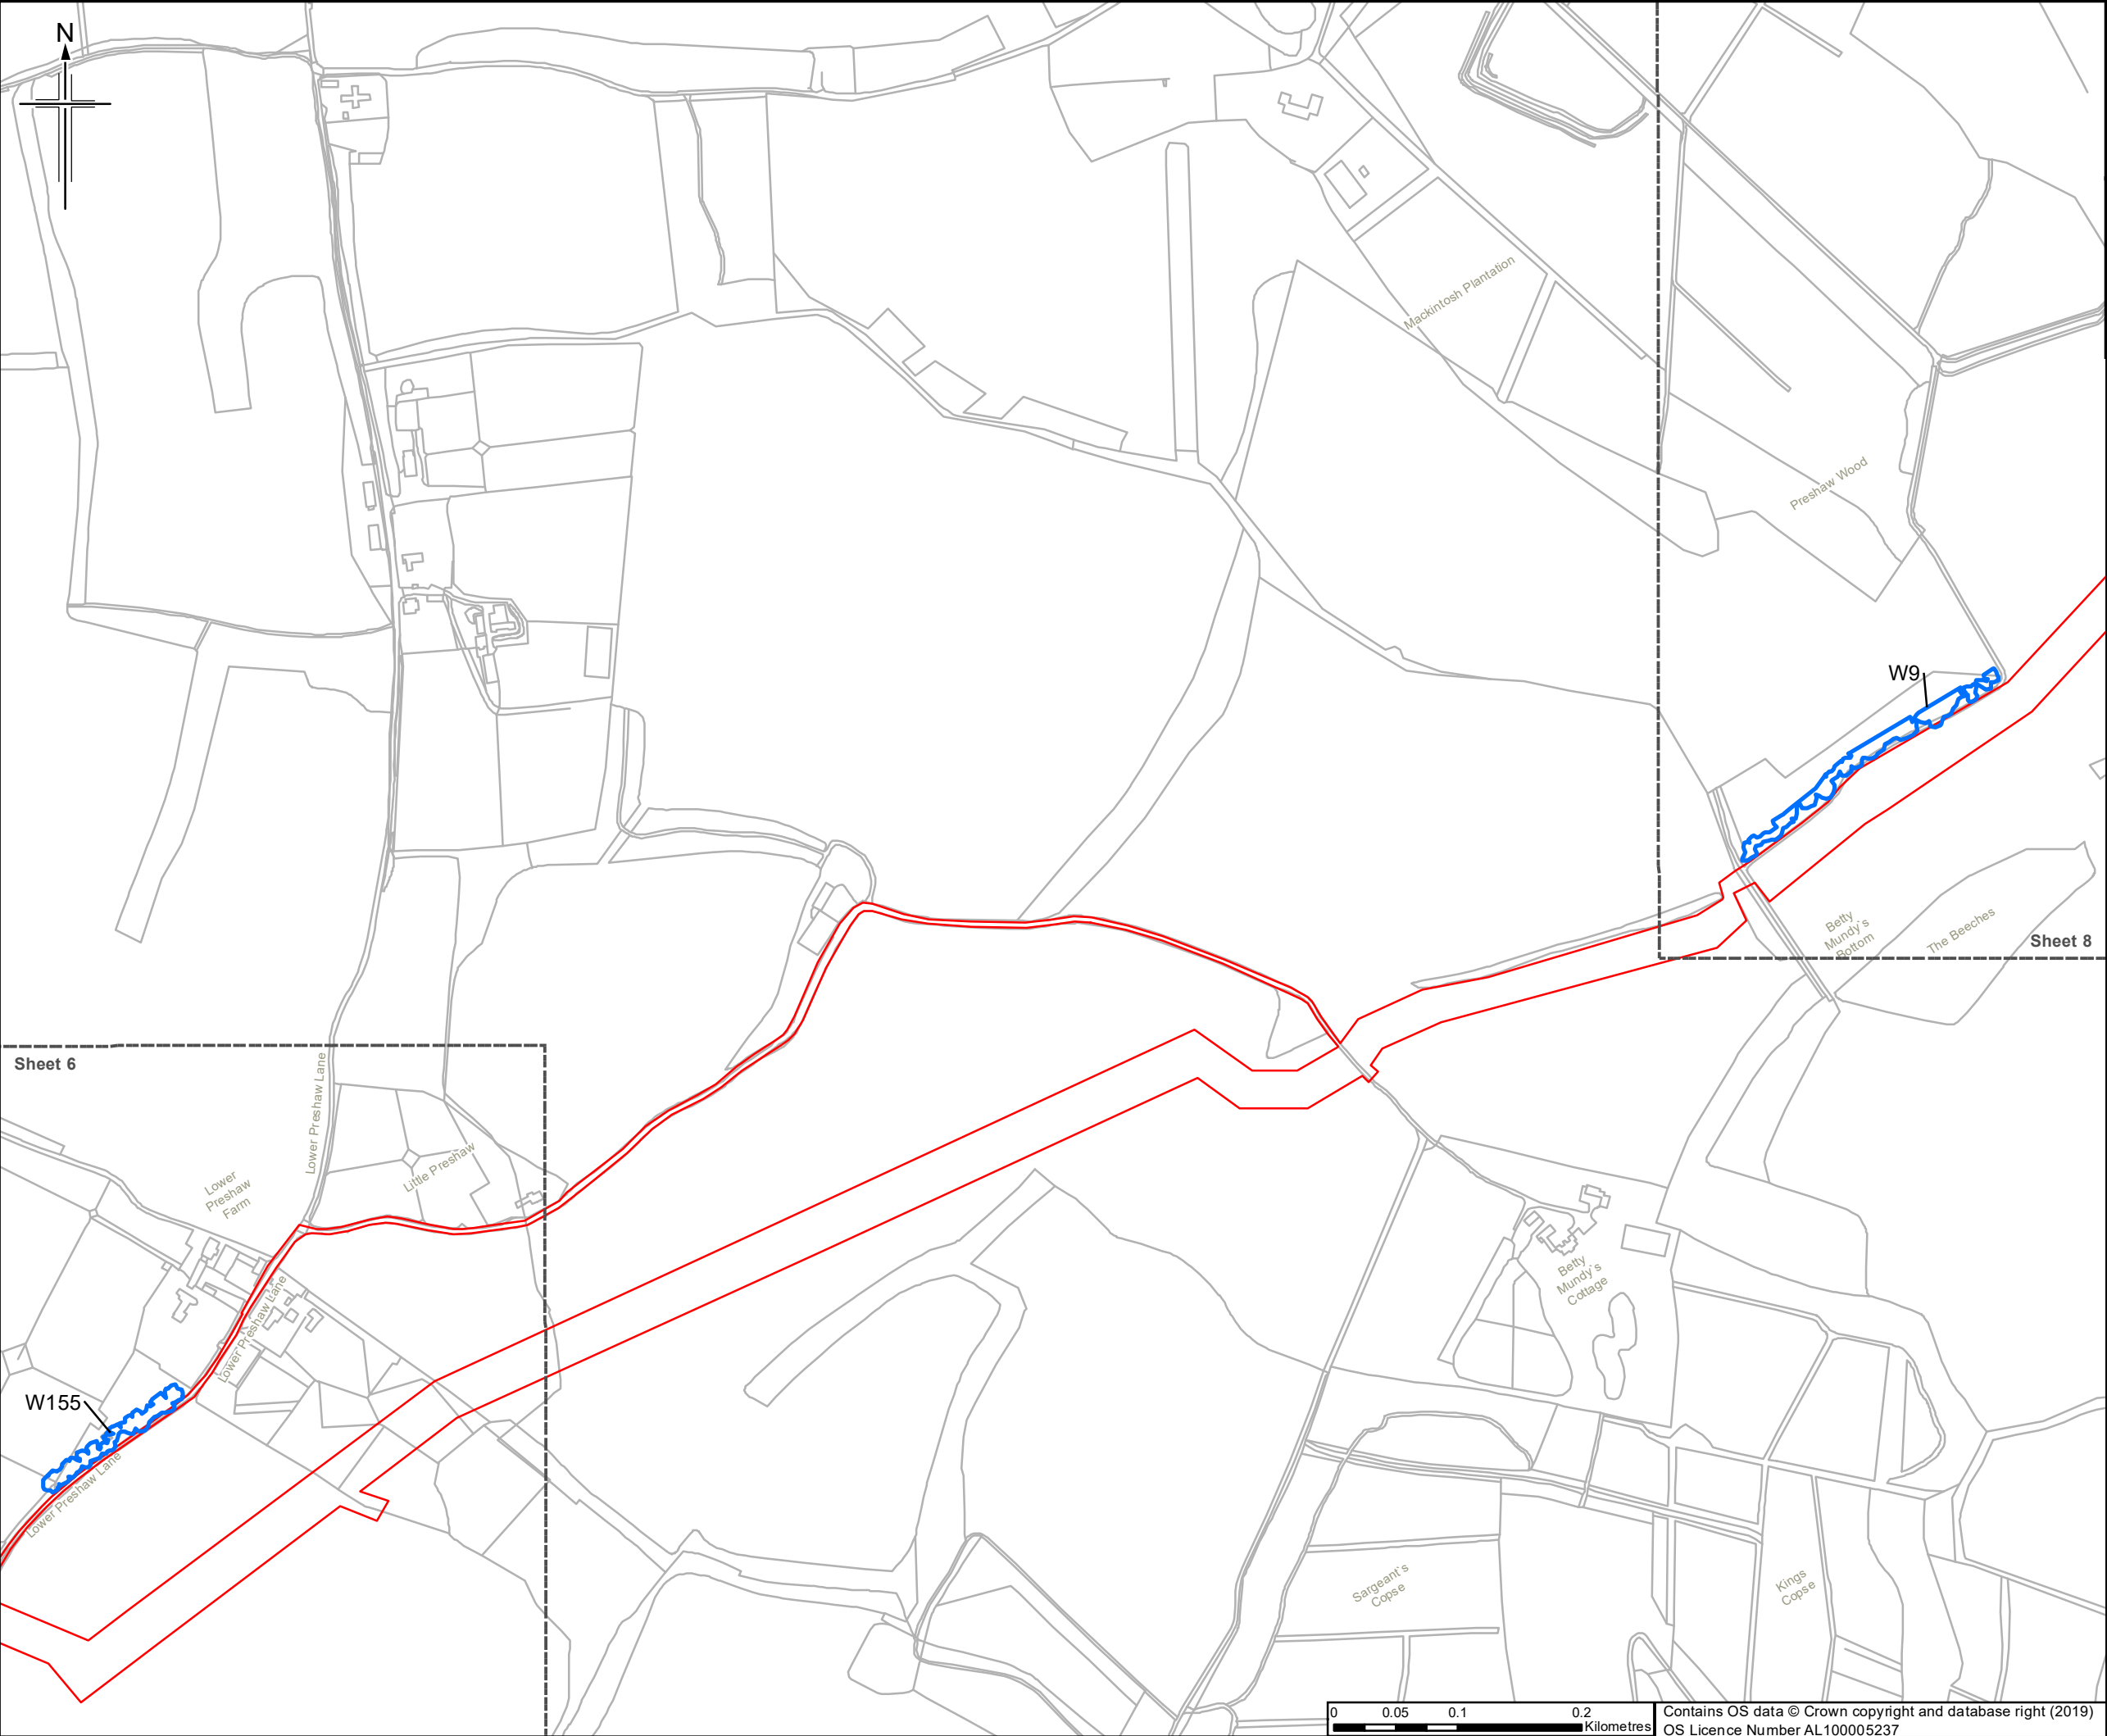 N
Mackintosh Plantation
Preshaw Wood
W9
Betty
Mundy's
Bottom
The Beeches
Sheet 8
Sheet 6
Lower Preshaw Lane
Little Preshaw
Lower
Preshaw
Farm
Lower Preshaw Lane
W155
Lower Preshaw Lane
Betty
Mundy's
Cottage
Sargeant's
Copse
Kings
Copse
0 0.05 0.1 0.2
Kilometres
Contains OS data © Crown copyright and database right (2019)
OS Licence Number AL100005237